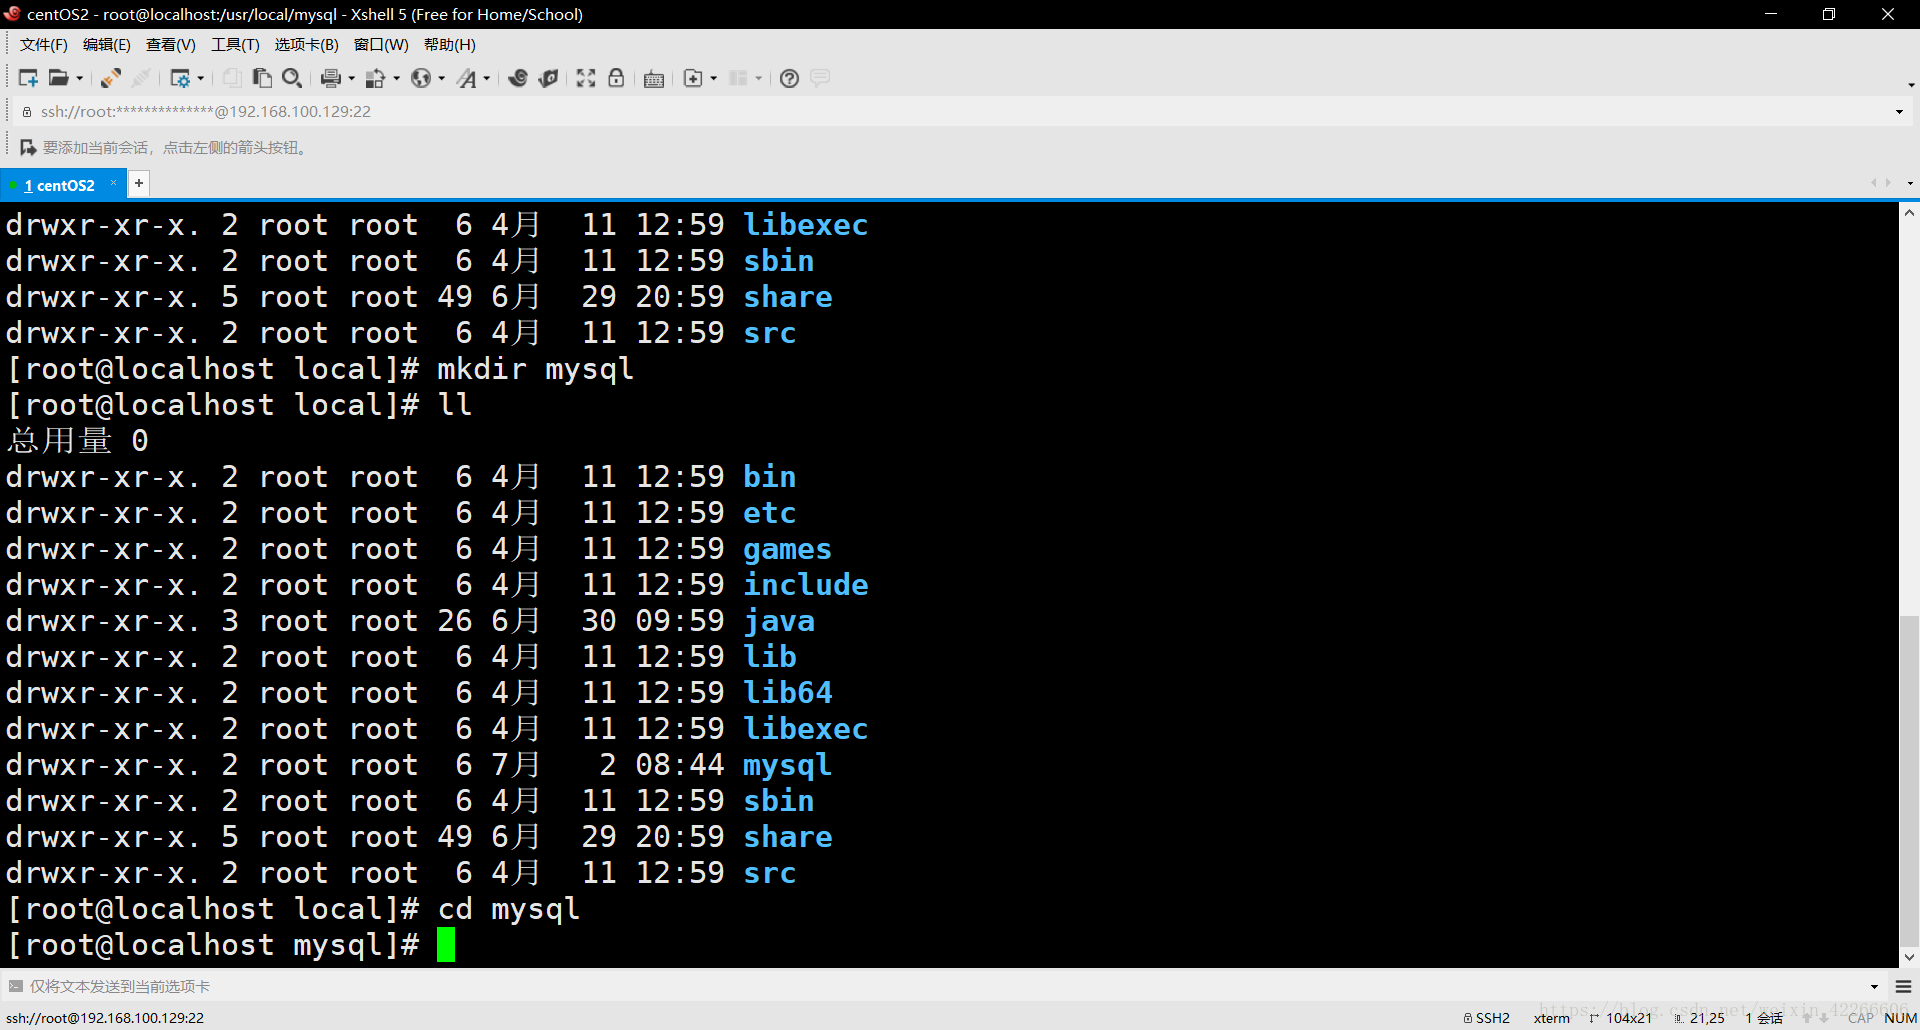 centOS2 - root@localhost:/usr/local/mysql - Xshell 5 (Free for Home/School)
文件(F) 编辑(E) 查看(V) 工具(T) 选项卡(B) 窗口(W) 帮助(H)
ssh://root:**************@192.168.100.129:22
要添加当前会话，点击左侧的箭头按钮。
1 centOS2 × +
drwxr-xr-x. 2 root root  6 4月  11 12:59 libexec
drwxr-xr-x. 2 root root  6 4月  11 12:59 sbin
drwxr-xr-x. 5 root root 49 6月  29 20:59 share
drwxr-xr-x. 2 root root  6 4月  11 12:59 src
[root@localhost local]# mkdir mysql
[root@localhost local]# ll
总用量 0
drwxr-xr-x. 2 root root  6 4月  11 12:59 bin
drwxr-xr-x. 2 root root  6 4月  11 12:59 etc
drwxr-xr-x. 2 root root  6 4月  11 12:59 games
drwxr-xr-x. 2 root root  6 4月  11 12:59 include
drwxr-xr-x. 3 root root 26 6月  30 09:59 java
drwxr-xr-x. 2 root root  6 4月  11 12:59 lib
drwxr-xr-x. 2 root root  6 4月  11 12:59 lib64
drwxr-xr-x. 2 root root  6 4月  11 12:59 libexec
drwxr-xr-x. 2 root root  6 7月   2 08:44 mysql
drwxr-xr-x. 2 root root  6 4月  11 12:59 sbin
drwxr-xr-x. 5 root root 49 6月  29 20:59 share
drwxr-xr-x. 2 root root  6 4月  11 12:59 src
[root@localhost local]# cd mysql
[root@localhost mysql]#
仅将文本发送到当前选项卡
https://blog.csdn.net/weixin_42266606
ssh://root@192.168.100.129:22 SSH2 xterm 104x21 21,25 1 会话 CAP NUM